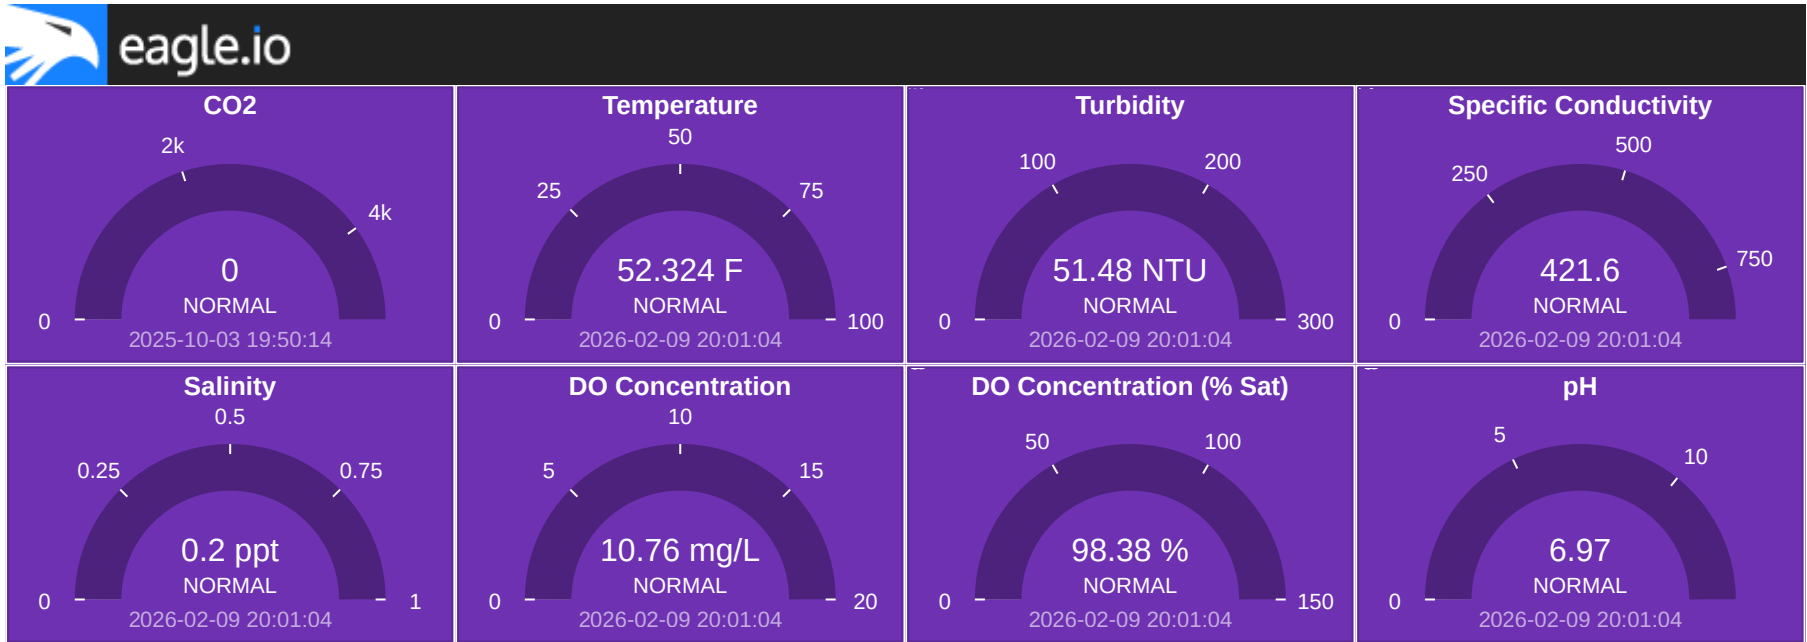 eagle.io
CO2
2k
4k
0
0
NORMAL
2025-10-03 19:50:14
Temperature
50
25
75
52.324 F
NORMAL
0
100
2026-02-09 20:01:04
Turbidity
100
200
51.48 NTU
NORMAL
0
300
2026-02-09 20:01:04
Specific Conductivity
500
250
750
421.6
NORMAL
0
2026-02-09 20:01:04
Salinity
0.5
0.25
0.75
0.2 ppt
NORMAL
0
1
2026-02-09 20:01:04
DO Concentration
10
5
15
10.76 mg/L
NORMAL
0
20
2026-02-09 20:01:04
DO Concentration (% Sat)
50
100
98.38 %
NORMAL
0
150
2026-02-09 20:01:04
pH
5
10
6.97
NORMAL
0
2026-02-09 20:01:04